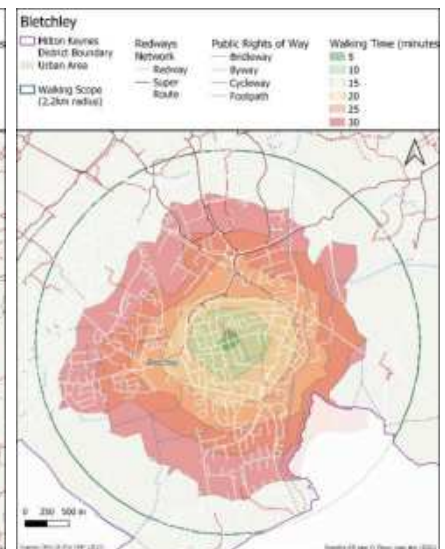 Bletchley
Milton Keynes
District Boundary
Urban Area
Walking Scope
(2.2km radius)
Redways
Network
Redway
Super
Route
Public Rights of Way
Bridleway
Byway
Cycleway
Footpath
Walking Time (minutes
5
10
15
20
25
30
0 250 500 m